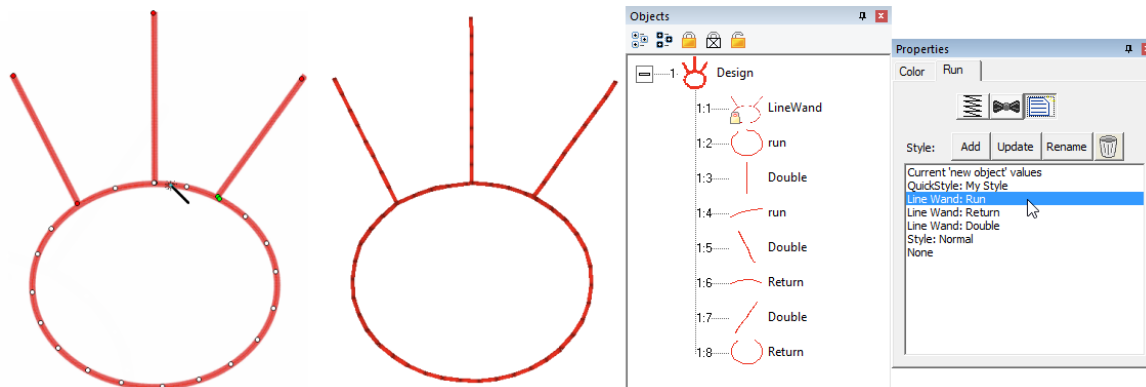 Objects
1 Design
1:1 LineWand
1:2 run
1:3 Double
1:4 run
1:5 Double
1:6 Return
1:7 Double
1:8 Return
Properties
Color Run
Style: Add Update Rename
Current 'new object' values
QuickStyle: My Style
Line Wand: Run
Line Wand: Return
Line Wand: Double
Style: Normal
None